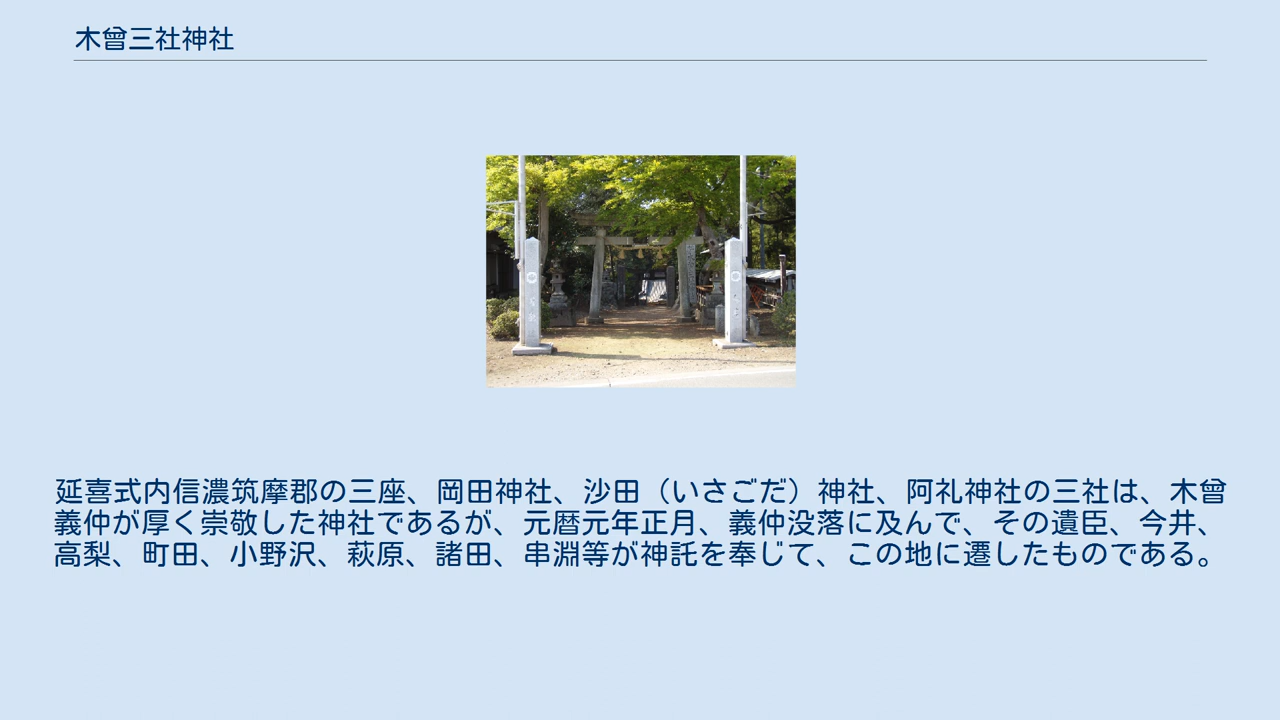 木曾三社神社
延喜式内信濃筑摩郡の三座、岡田神社、沙田（いさごだ）神社、阿礼神社の三社は、木曾
義仲が厚く崇敬した神社であるが、元暦元年正月、義仲没落に及んで、その遺臣、今井、
高梨、町田、小野沢、萩原、諸田、串淵等が神託を奉じて、この地に遷したものである。